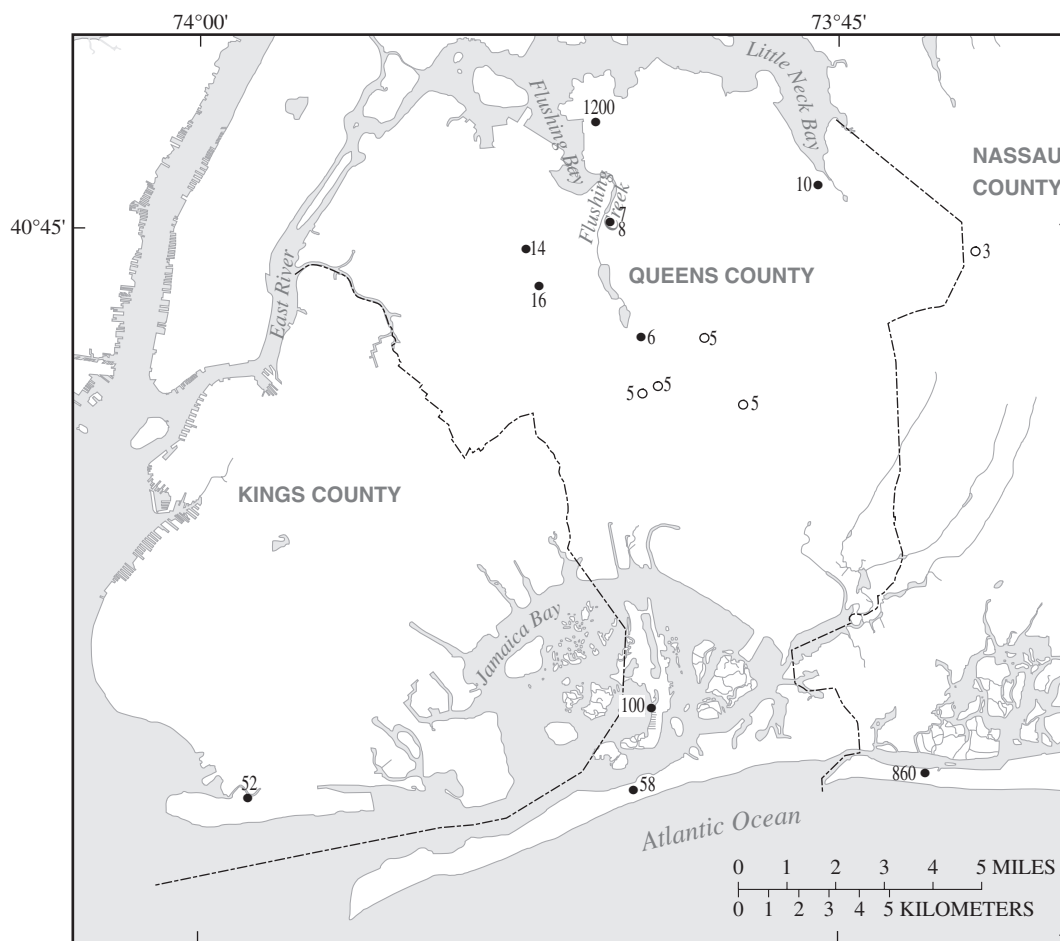 74°00'
73°45'
Little Neck Bay
1200
Flushing Bay
NASSAU
COUNTY
10
Flushing Creek
7
8
40°45'
14
3
East River
QUEENS COUNTY
16
6
5
5
5
5
KINGS COUNTY
Jamaica Bay
100
52
58
860
Atlantic Ocean
0 1 2 3 4 5 MILES
0 1 2 3 4 5 KILOMETERS